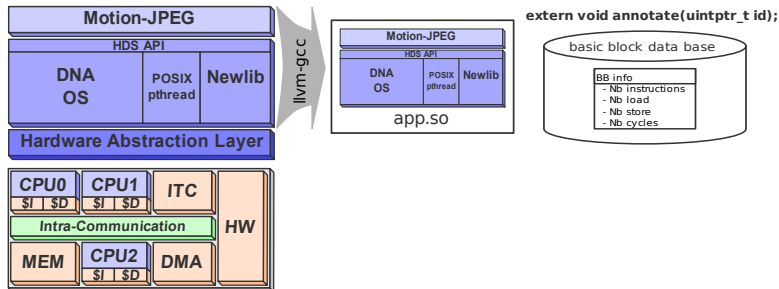 Motion-JPEG
HDS API
DNA
OS
POSIX
pthread
Newlib
Hardware Abstraction Layer
llvm-gcc
Motion-JPEG
HDS API
DNA
OS
POSIX
pthread
Newlib
app.so
extern void annotate(uintptr_t id);
basic block data base
BB info
- Nb instructions
- Nb load
- Nb store
- Nb cycles
CPU0
$I $D
CPU1
$I $D
ITC
HW
Intra-Communication
MEM
CPU2
$I $D
DMA